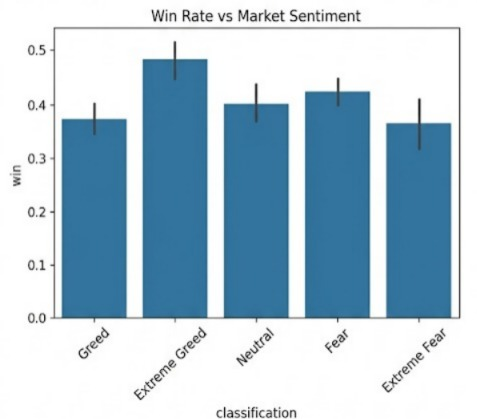 Win Rate vs Market Sentiment
0.5
0.4
0.3
0.2
0.1
0.0
win
Greed
Extreme Greed
Neutral
Fear
Extreme Fear
classification